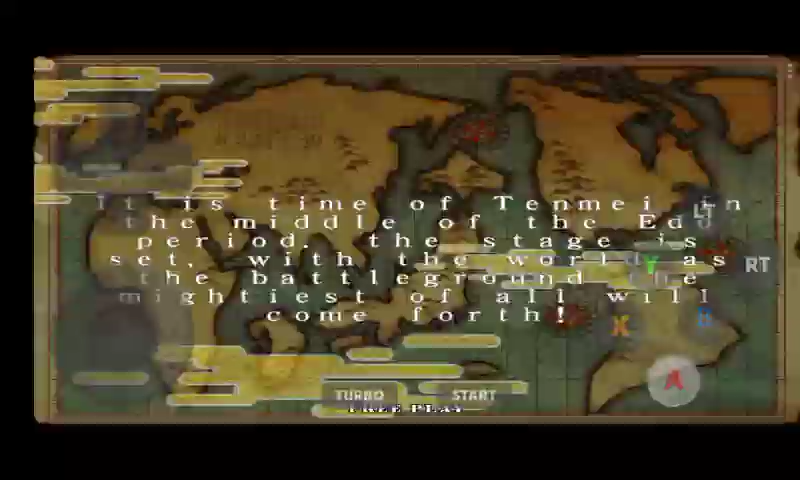 It is time of Tenmei in
the middle of the Edo
period. the stage is
set, with the world as
the battleground the
mightiest of all will
come forth!
LT
RT
Y
X
B
A
TURBO
START
FREE PLAY